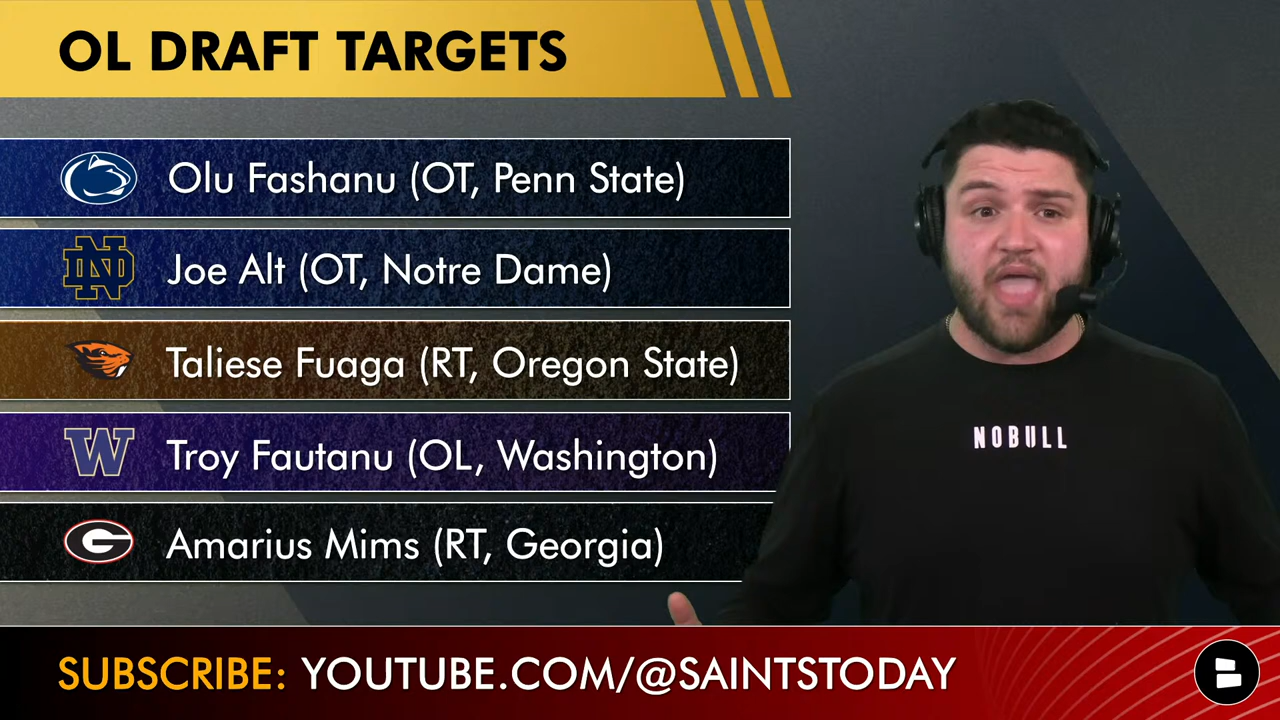 OL DRAFT TARGETS
Olu Fashanu (OT, Penn State)
ND
Joe Alt (OT, Notre Dame)
Taliese Fuaga (RT, Oregon State)
W
Troy Fautanu (OL, Washington)
G
Amarius Mims (RT, Georgia)
NOBULL
SUBSCRIBE: YOUTUBE.COM/@SAINTSTODAY